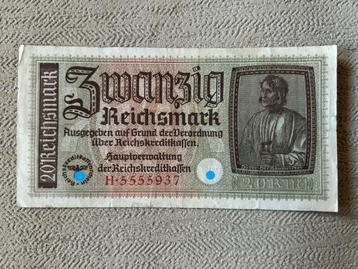 20 Reichsmark
Zwanzig
Reichsmark
Ausgegeben auf Grund der Verordnung
über Reichskreditkassen.
Hauptverwaltung
der Reichskreditkassen
H·5555937